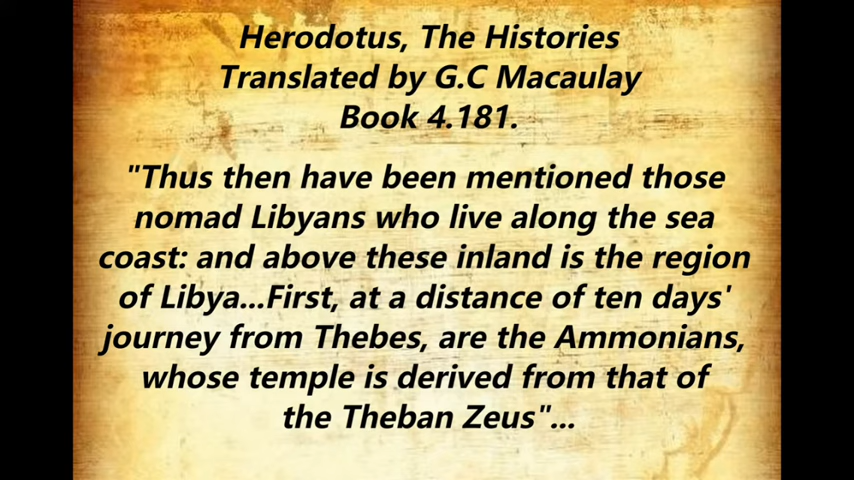 Herodotus, The Histories
Translated by G.C Macaulay
Book 4.181.
"Thus then have been mentioned those
nomad Libyans who live along the sea
coast: and above these inland is the region
of Libya...First, at a distance of ten days'
journey from Thebes, are the Ammonians,
whose temple is derived from that of
the Theban Zeus"...